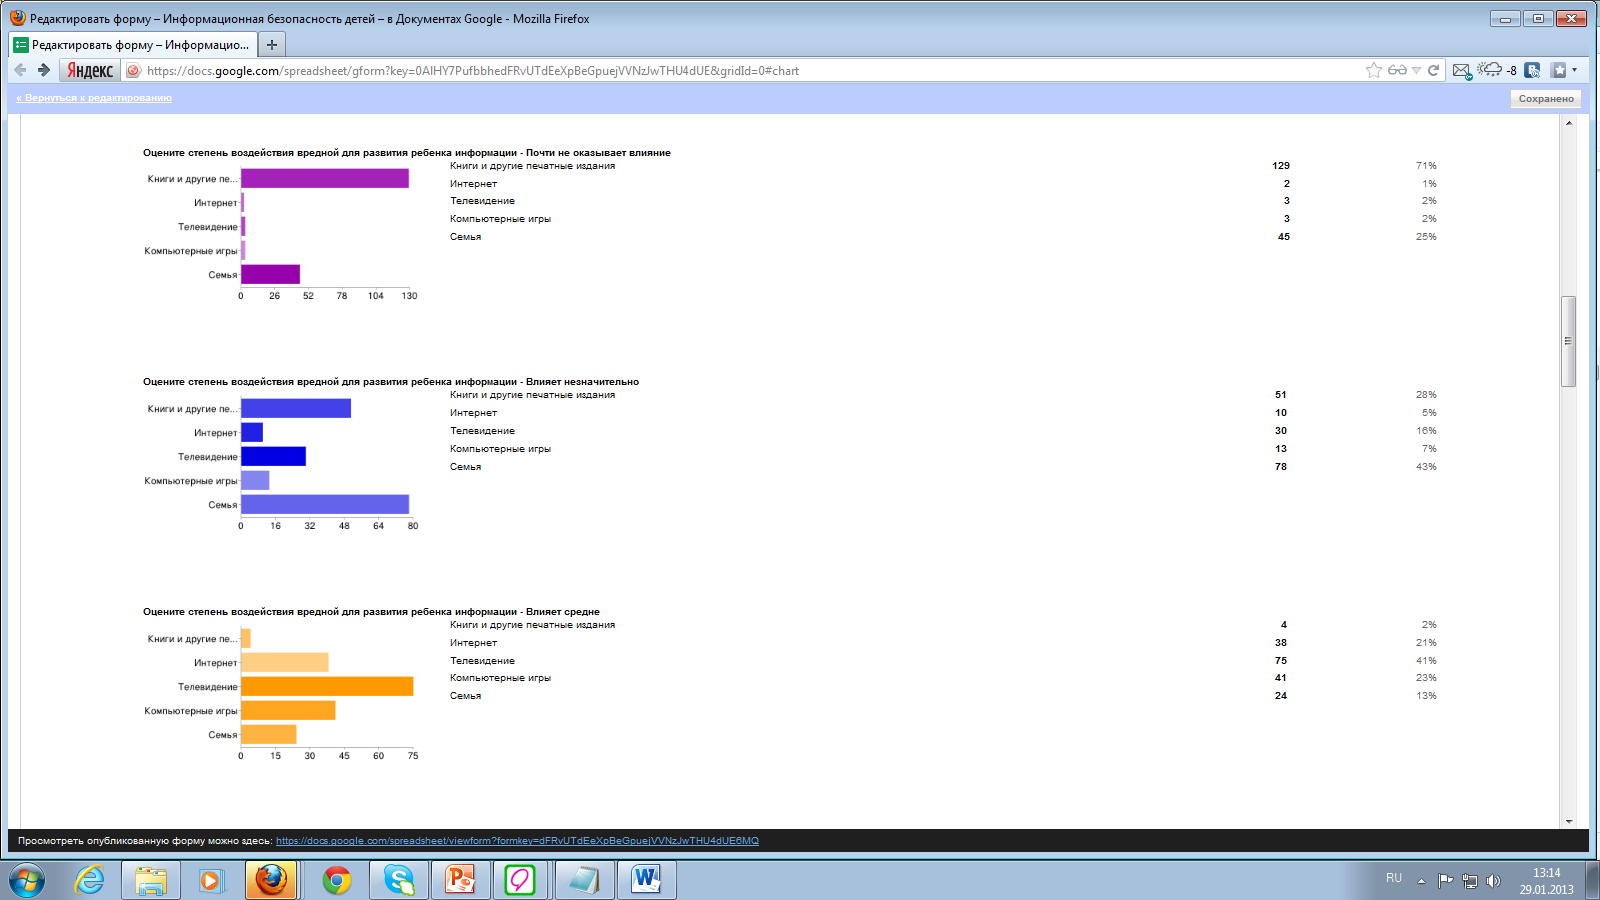 Редактировать форму – Информационная безопасность детей – в Документах Google - Mozilla Firefox
Редактировать форму – Информацио...
Яндекс https://docs.google.com/spreadsheet/gform?key=0AlHY7PufbbhedFRvUTdEeXpBeGpuejVVNzJwTHU4dUE&gridId=0#chart -8
« Вернуться к редактированию Сохранено
Оцените степень воздействия вредной для развития ребенка информации - Почти не оказывает влияние
Книги и другие пе...
Интернет
Телевидение
Компьютерные игры
Семья
0 26 52 78 104 130
Книги и другие печатные издания 129 71%
Интернет 2 1%
Телевидение 3 2%
Компьютерные игры 3 2%
Семья 45 25%
Оцените степень воздействия вредной для развития ребенка информации - Влияет незначительно
Книги и другие пе...
Интернет
Телевидение
Компьютерные игры
Семья
0 16 32 48 64 80
Книги и другие печатные издания 51 28%
Интернет 10 5%
Телевидение 30 16%
Компьютерные игры 13 7%
Семья 78 43%
Оцените степень воздействия вредной для развития ребенка информации - Влияет средне
Книги и другие пе...
Интернет
Телевидение
Компьютерные игры
Семья
0 15 30 45 60 75
Книги и другие печатные издания 4 2%
Интернет 38 21%
Телевидение 75 41%
Компьютерные игры 41 23%
Семья 24 13%
Просмотреть опубликованную форму можно здесь: https://docs.google.com/spreadsheet/viewform?formkey=dFRvUTdEeXpBeGpuejVVNzJwTHU4dUE6MQ
RU
13:14
29.01.2013